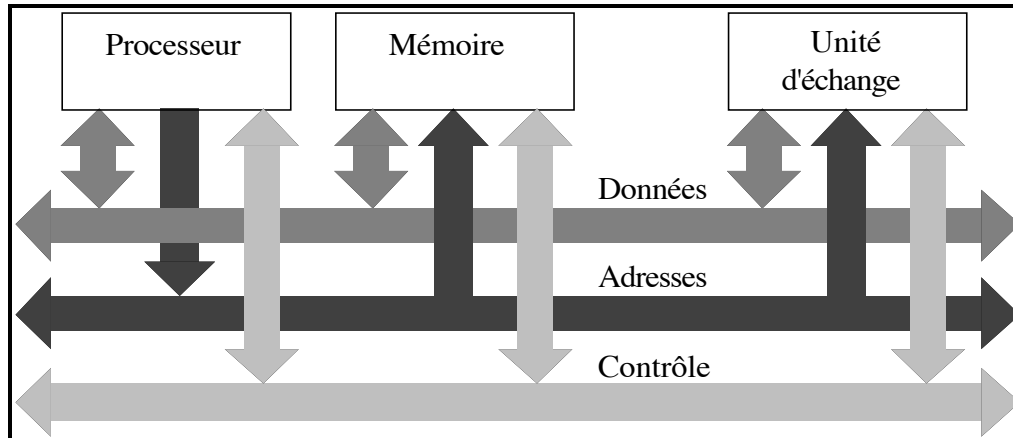 Processeur
Mémoire
Unité
d'échange
Données
Adresses
Contrôle